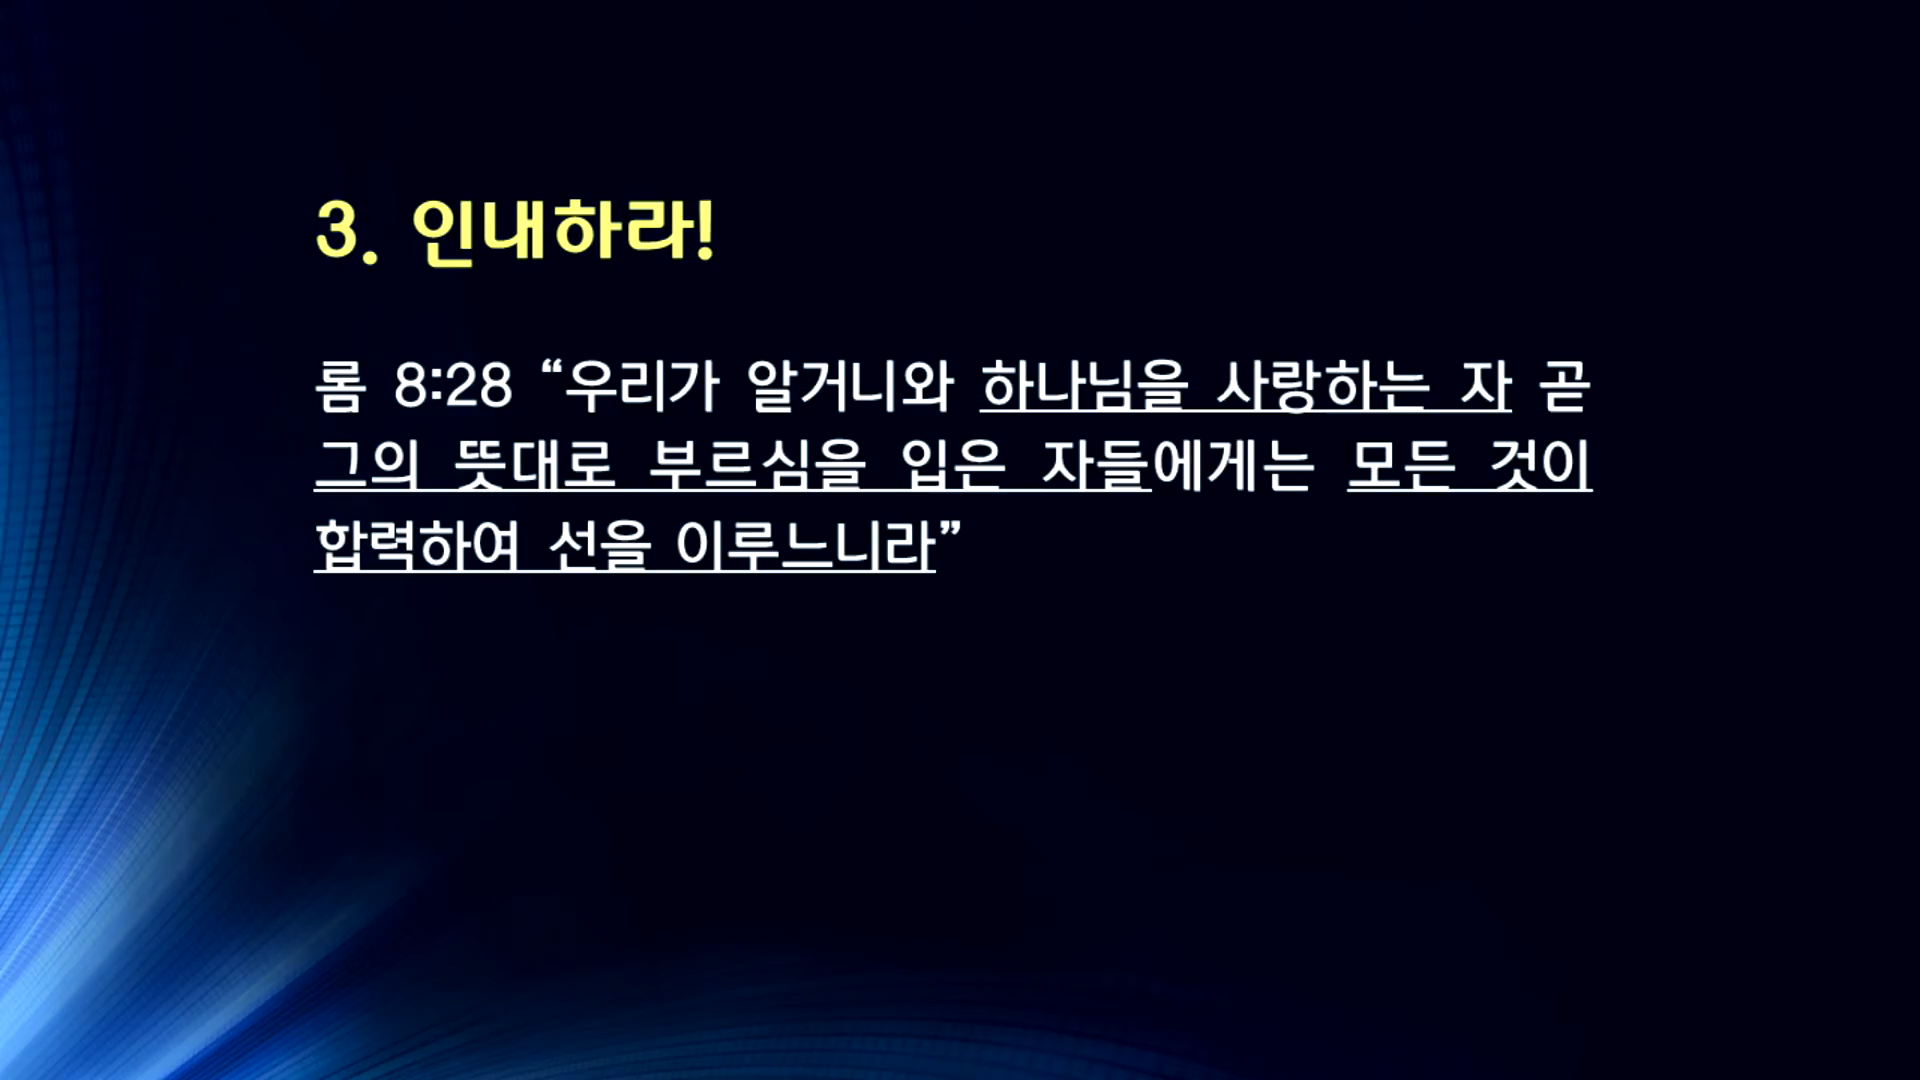 3. 인내하라!
롬 8:28 “우리가 알거니와 하나님을 사랑하는 자 곧
그의 뜻대로 부르심을 입은 자들에게는 모든 것이
합력하여 선을 이루느니라”